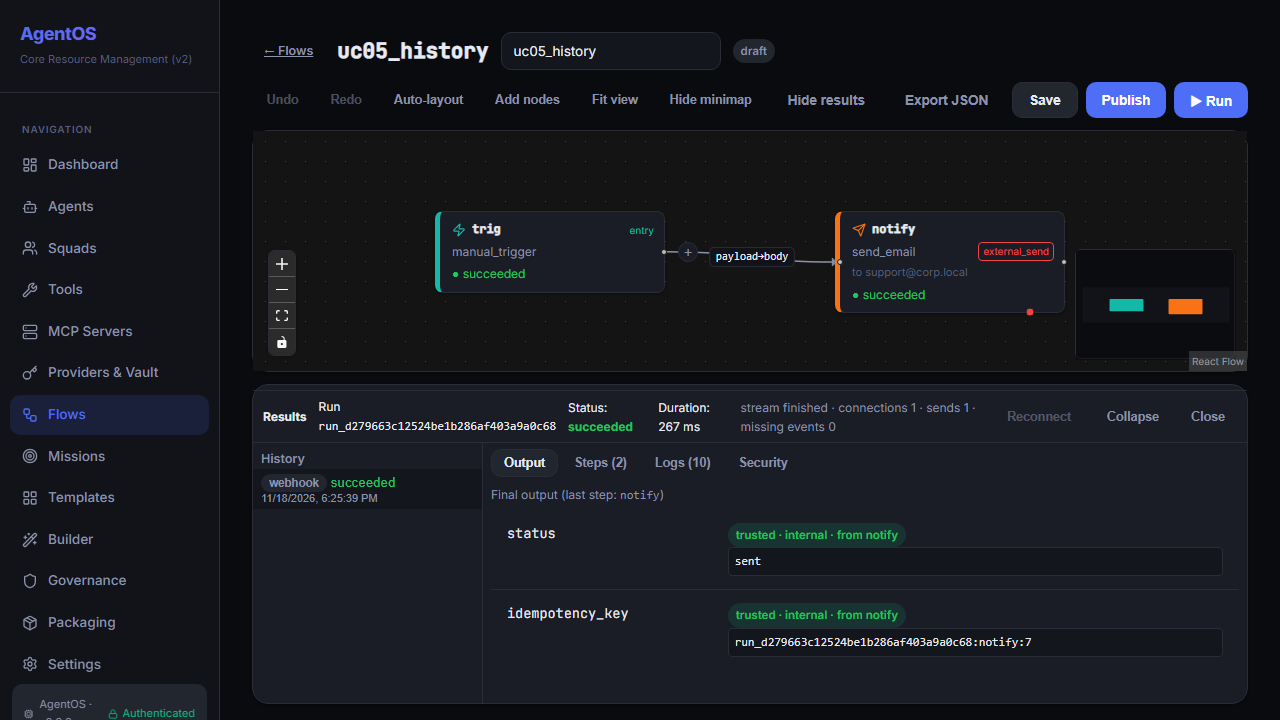 AgentOS
Core Resource Management (v2)
NAVIGATION
Dashboard
Agents
Squads
Tools
MCP Servers
Providers & Vault
Flows
Missions
Templates
Builder
Governance
Packaging
Settings
AgentOS ·
Authenticated
← Flows
uc05_history
uc05_history
draft
Undo
Redo
Auto-layout
Add nodes
Fit view
Hide minimap
Hide results
Export JSON
Save
Publish
▶ Run
trig
entry
manual_trigger
● succeeded
+
payload→body
notify
send_email
external_send
to support@corp.local
● succeeded
React Flow
Results
Run
run_d279663c12524be1b286af403a9a0c68
Status:
succeeded
Duration:
267 ms
stream finished · connections 1 · sends 1 ·
missing events 0
Reconnect
Collapse
Close
History
webhook succeeded
11/18/2026, 6:25:39 PM
Output
Steps (2)
Logs (10)
Security
Final output (last step: notify)
status
trusted · internal · from notify
sent
idempotency_key
trusted · internal · from notify
run_d279663c12524be1b286af403a9a0c68:notify:7